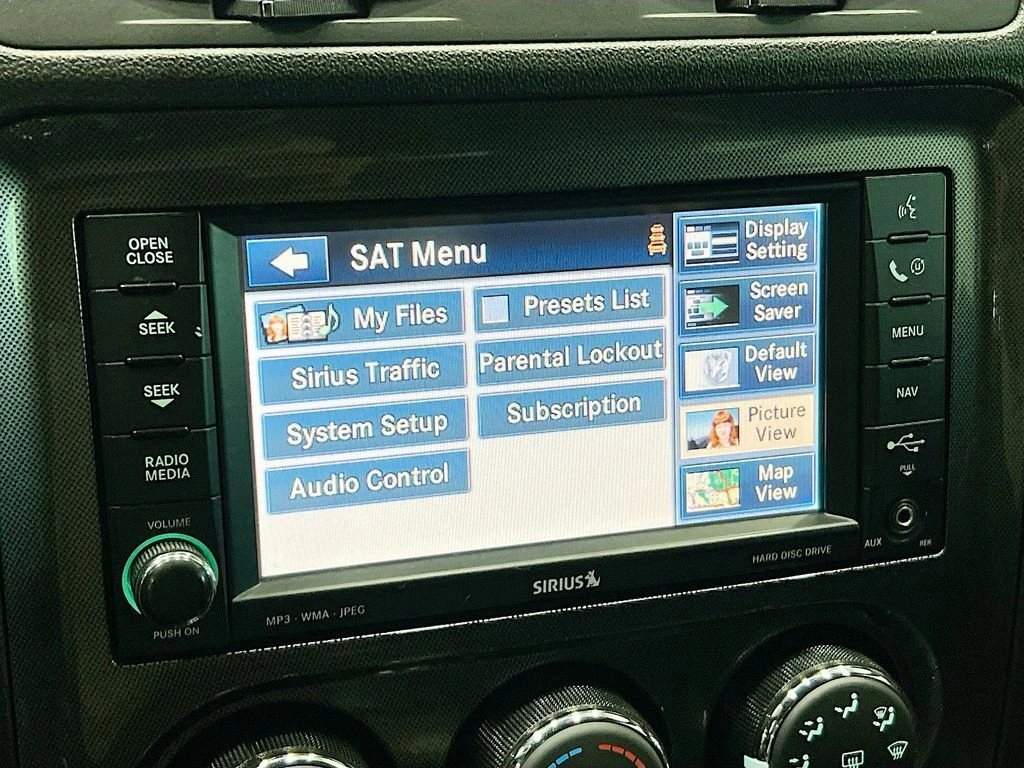 OPEN
CLOSE
SEEK
SEEK
RADIO
MEDIA
VOLUME
PUSH ON
SAT Menu
My Files
Presets List
Sirius Traffic
Parental Lockout
System Setup
Subscription
Audio Control
Display
Setting
Screen
Saver
Default
View
Picture
View
Map
View
MENU
NAV
PULL
AUX
MP3 · WMA · JPEG
SIRIUS
HARD DISC DRIVE